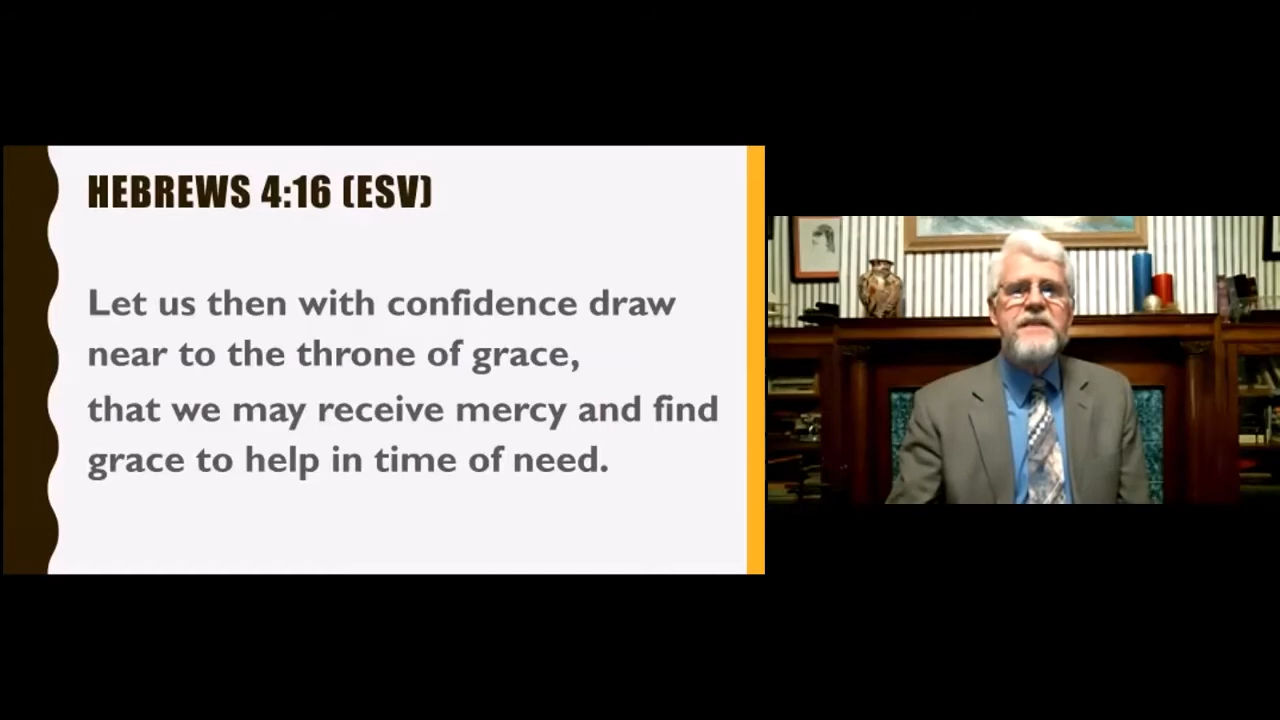 HEBREWS 4:16 (ESV)
Let us then with confidence draw
near to the throne of grace,
that we may receive mercy and find
grace to help in time of need.